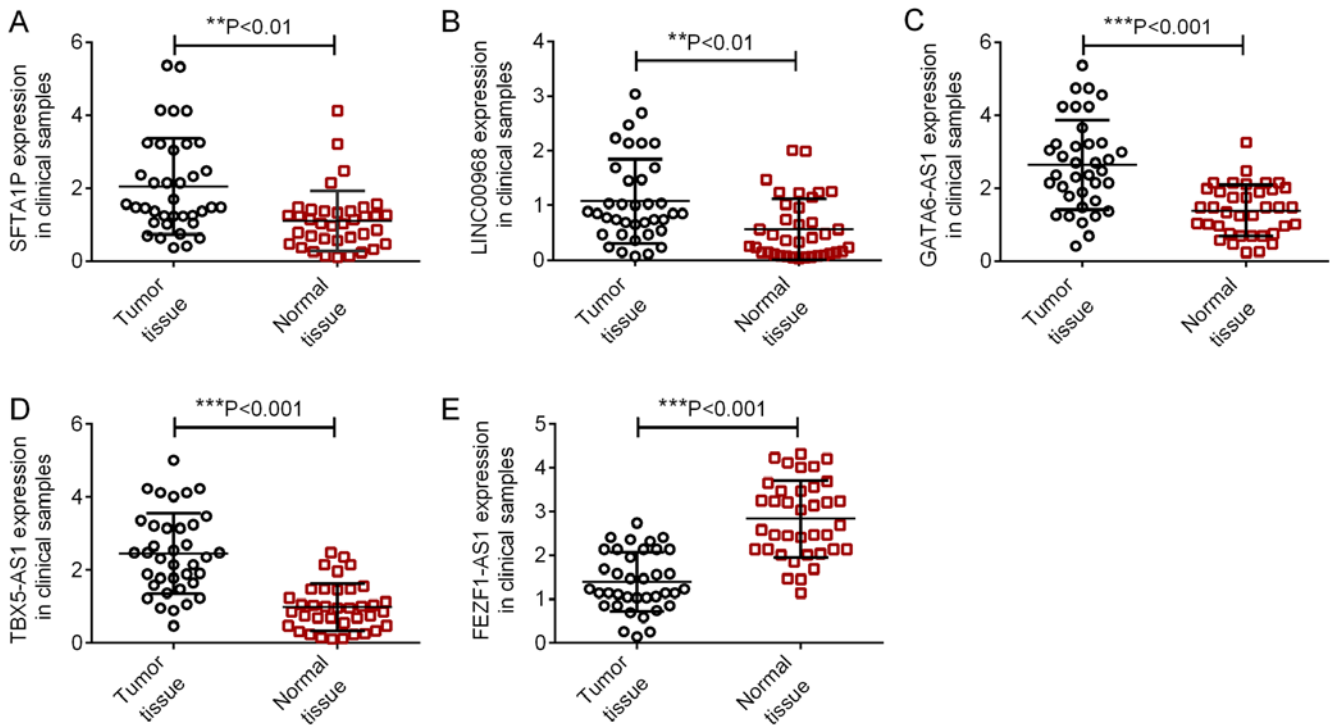 A
**P<0.01
SFTA1P expression
in clinical samples
6
4
2
0
Tumor
tissue
Normal
tissue
B
**P<0.01
LINC00968 expression
in clinical samples
4
3
2
1
0
Tumor
tissue
Normal
tissue
C
***P<0.001
GATA6-AS1 expression
in clinical samples
6
4
2
0
Tumor
tissue
Normal
tissue
D
***P<0.001
TBX5-AS1 expression
in clinical samples
6
4
2
0
Tumor
tissue
Normal
tissue
E
***P<0.001
FEZF1-AS1 expression
in clinical samples
5
4
3
2
1
0
Tumor
tissue
Normal
tissue